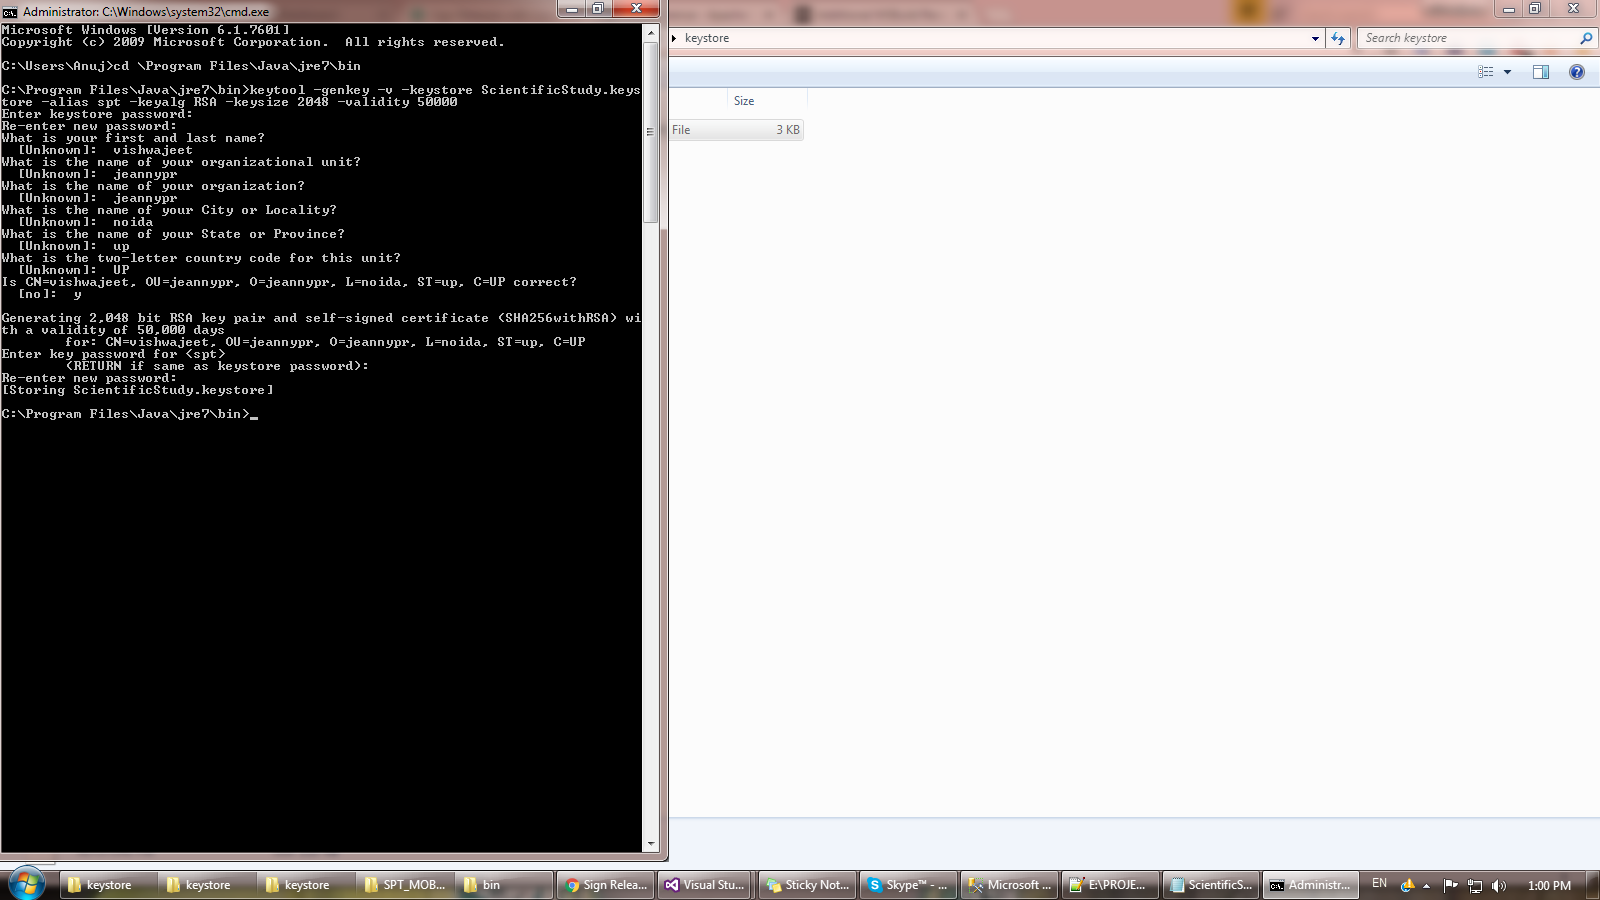 Administrator: C:\Windows\system32\cmd.exe
Microsoft Windows [Version 6.1.7601]
Copyright (c) 2009 Microsoft Corporation.  All rights reserved.
C:\Users\Anuj>cd \Program Files\Java\jre7\bin
C:\Program Files\Java\jre7\bin>keytool -genkey -v -keystore ScientificStudy.keys
tore -alias spt -keyalg RSA -keysize 2048 -validity 50000
Enter keystore password:
Re-enter new password:
What is your first and last name?
  [Unknown]:  vishwajeet
What is the name of your organizational unit?
  [Unknown]:  jeannypr
What is the name of your organization?
  [Unknown]:  jeannypr
What is the name of your City or Locality?
  [Unknown]:  noida
What is the name of your State or Province?
  [Unknown]:  up
What is the two-letter country code for this unit?
  [Unknown]:  UP
Is CN=vishwajeet, OU=jeannypr, O=jeannypr, L=noida, ST=up, C=UP correct?
  [no]:  y
Generating 2,048 bit RSA key pair and self-signed certificate (SHA256withRSA) wi
th a validity of 50,000 days
        for: CN=vishwajeet, OU=jeannypr, O=jeannypr, L=noida, ST=up, C=UP
Enter key password for <spt>
        (RETURN if same as keystore password):
Re-enter new password:
[Storing ScientificStudy.keystore]
C:\Program Files\Java\jre7\bin>_
keystore
Search keystore
Size
File 3 KB
keystore
keystore
keystore
SPT_MOB...
bin
Sign Relea...
Visual Stu...
Sticky Not...
Skype™ - ...
Microsoft ...
E:\PROJE...
ScientificS...
Administr...
EN
1:00 PM